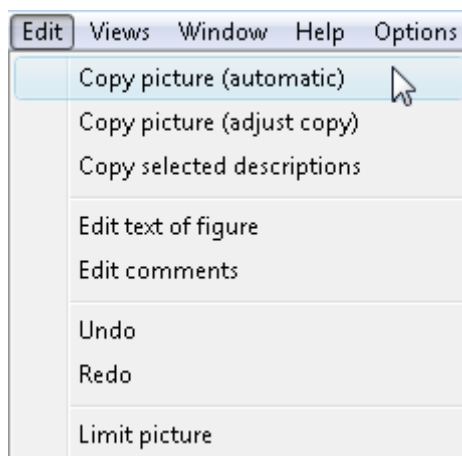 Edit Views Window Help Options
Copy picture (automatic)
Copy picture (adjust copy)
Copy selected descriptions
Edit text of figure
Edit comments
Undo
Redo
Limit picture